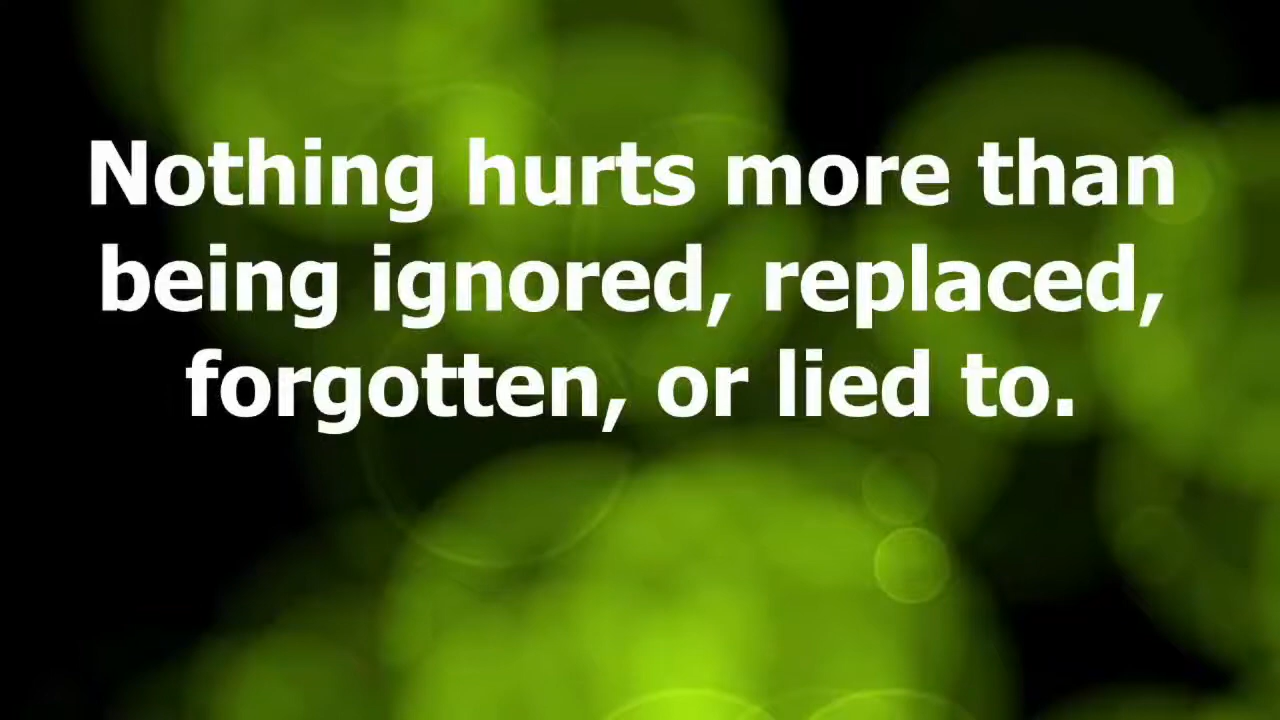 Nothing hurts more than
being ignored, replaced,
forgotten, or lied to.